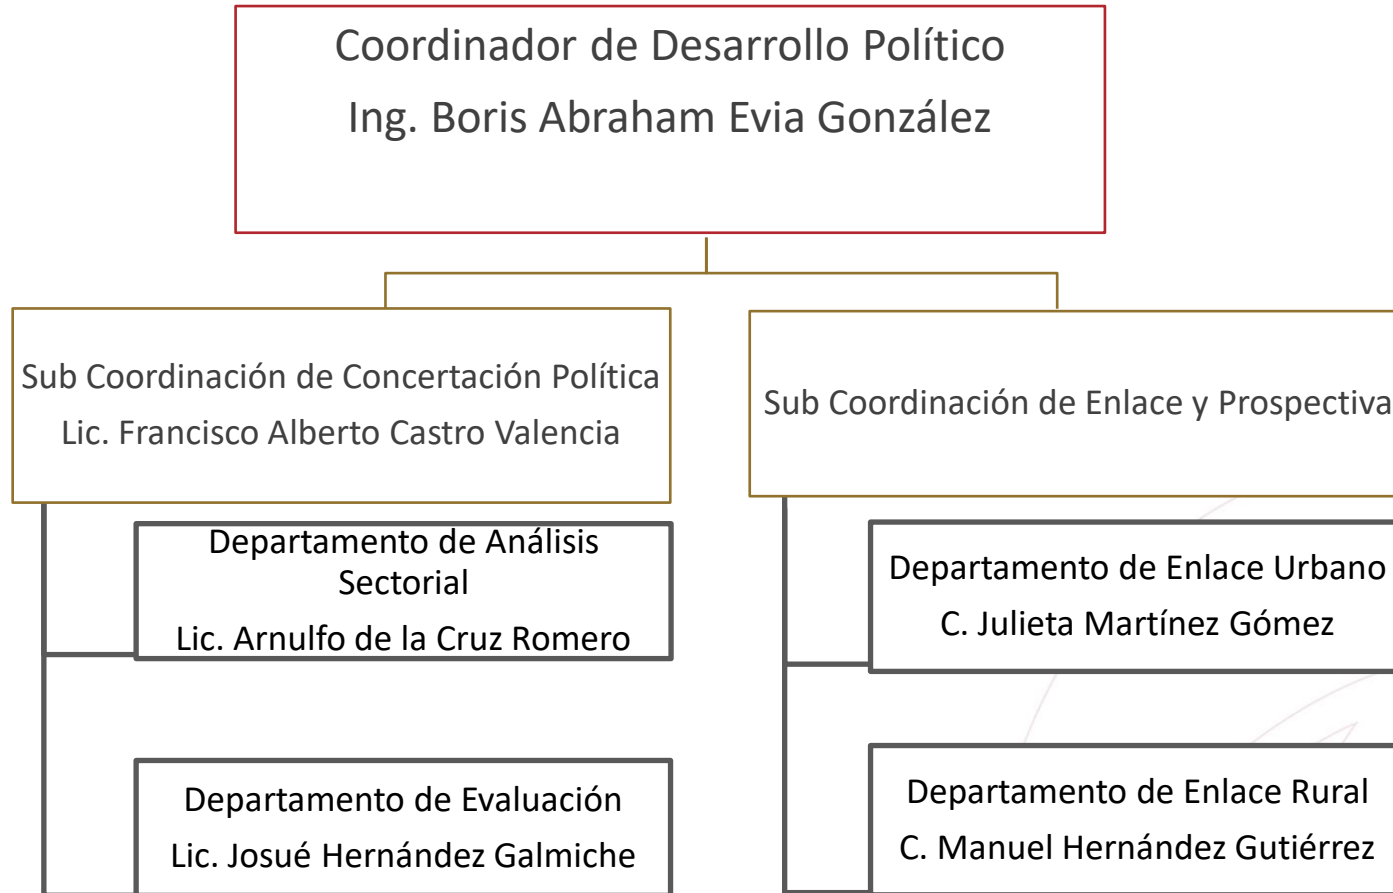 Coordinador de Desarrollo Político
Ing. Boris Abraham Evia González
Sub Coordinación de Concertación Política
Lic. Francisco Alberto Castro Valencia
Sub Coordinación de Enlace y Prospectiva
Departamento de Análisis
Sectorial
Lic. Arnulfo de la Cruz Romero
Departamento de Enlace Urbano
C. Julieta Martínez Gómez
Departamento de Evaluación
Lic. Josué Hernández Galmiche
Departamento de Enlace Rural
C. Manuel Hernández Gutiérrez